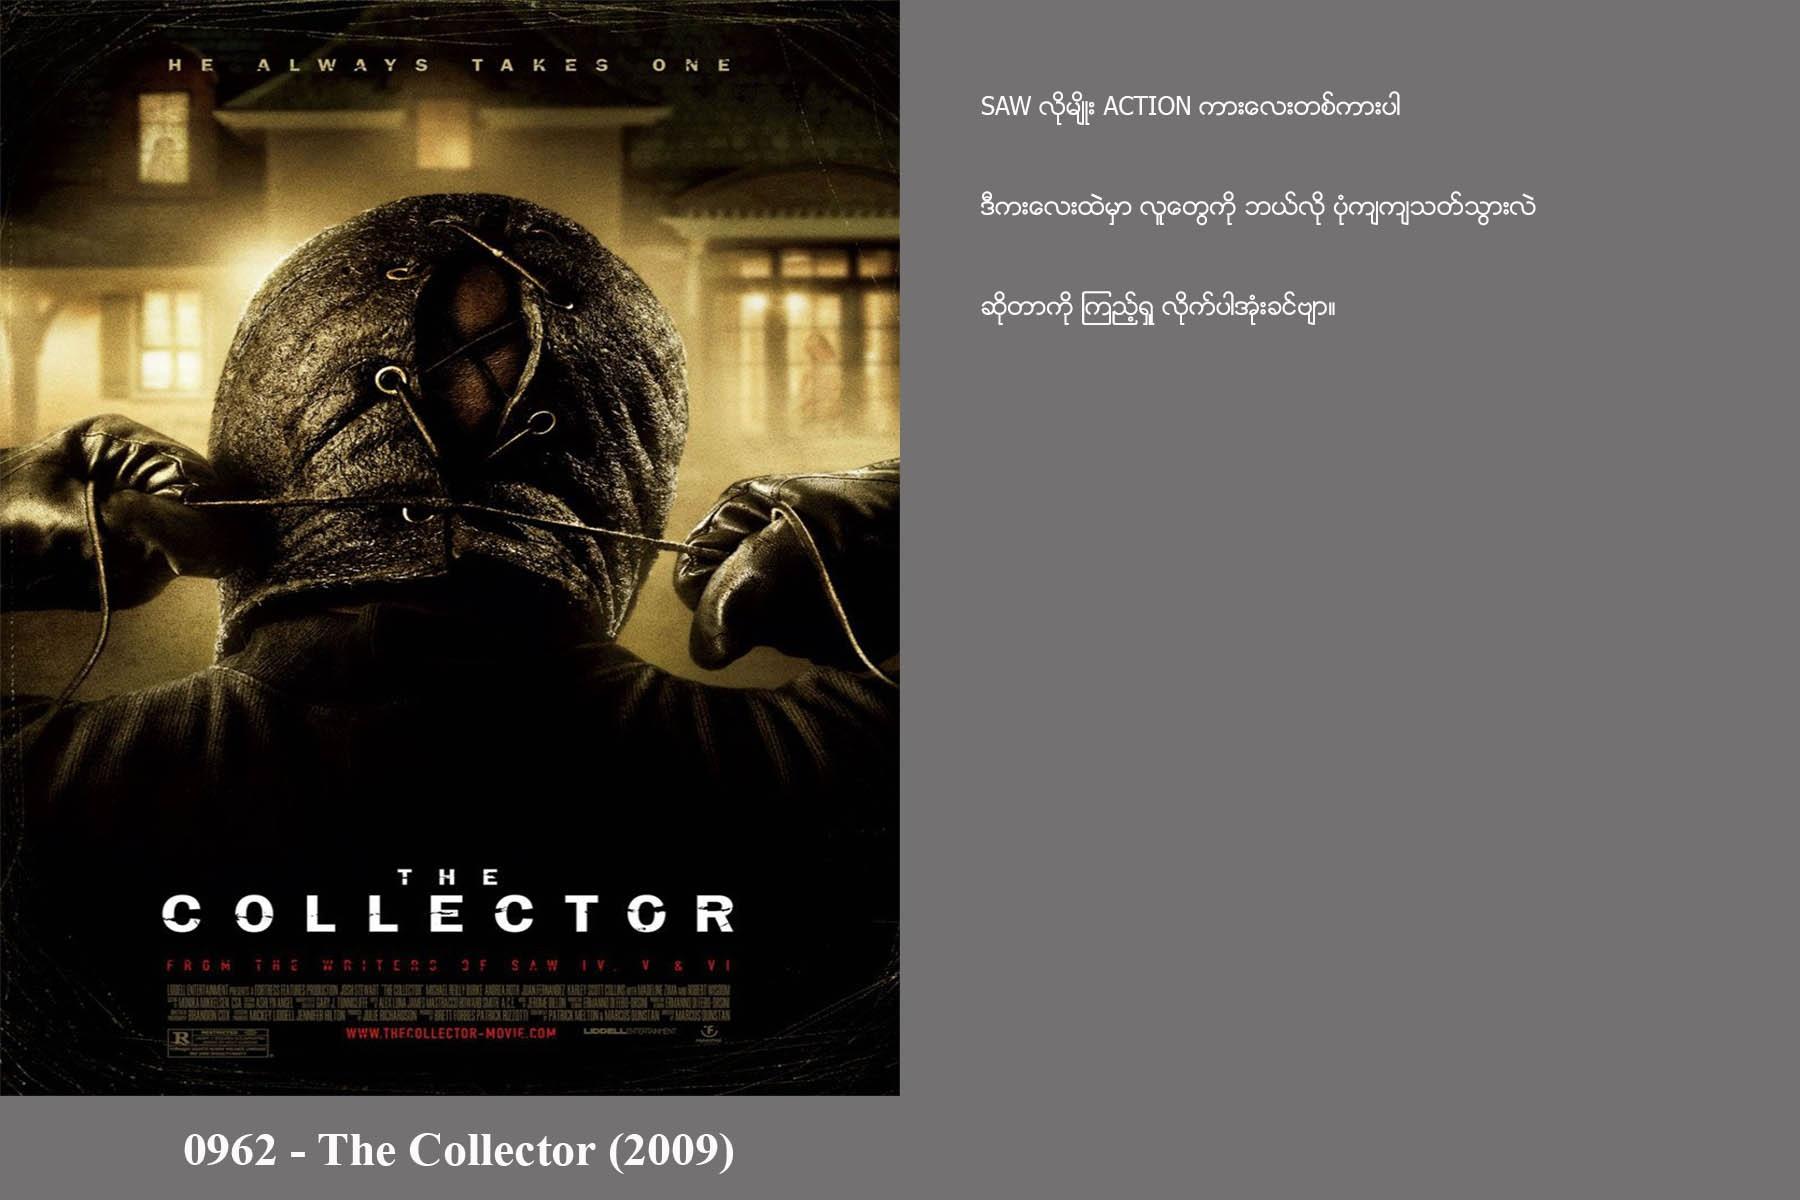 HE ALWAYS TAKES ONE
SAW လိုမျိုး ACTION ကားလေးတစ်ကားပါ
ဒီကးလေးထဲမှာ လူတွေကို ဘယ်လို ပုံကျကျသတ်သွားလဲ
ဆိုတာကို ကြည့်ရှု လိုက်ပါအုံးခင်ဗျာ။
THE
COLLECTOR
FROM THE WRITERS OF SAW IV, V & VI
R RESTRICTED
WWW.THECOLLECTOR-MOVIE.COM
LIDDELL ENTERTAINMENT
0962 - The Collector (2009)